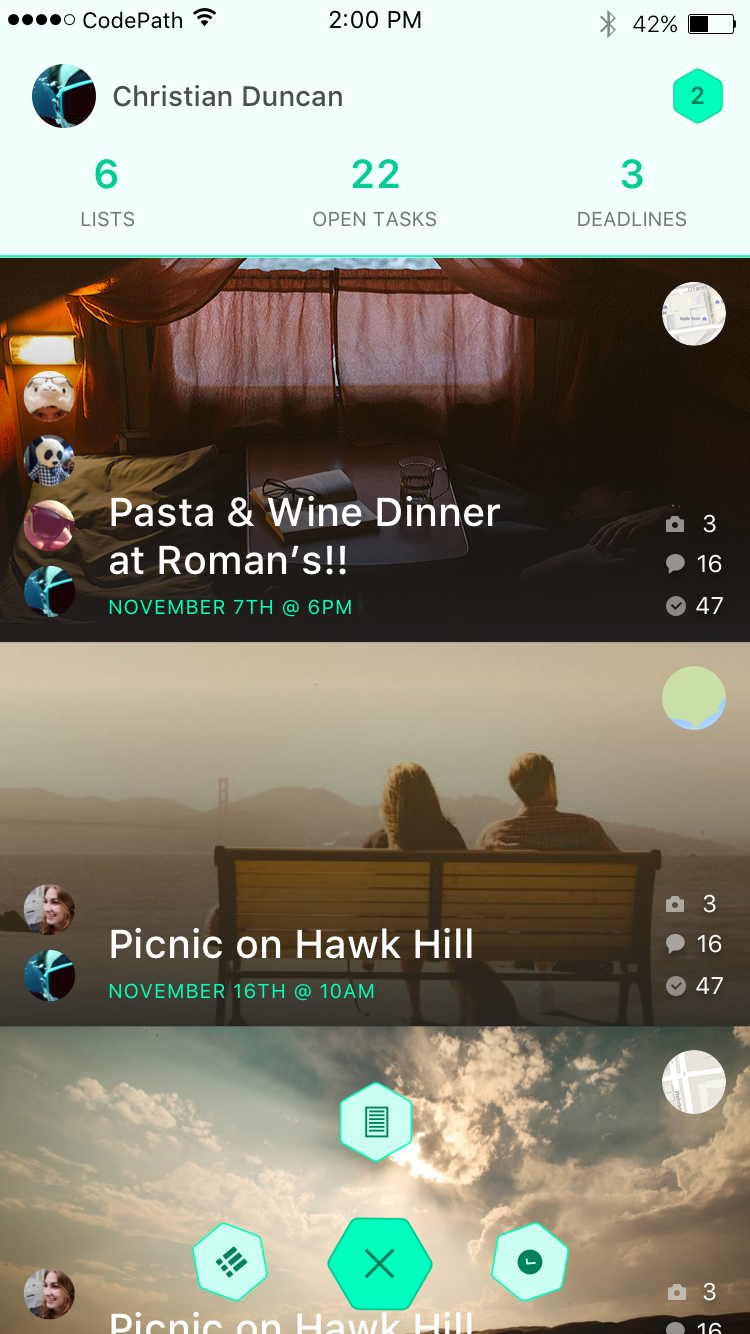 CodePath 2:00 PM 42%
Christian Duncan 2
6 22 3
LISTS OPEN TASKS DEADLINES
Pasta & Wine Dinner
at Roman’s!!
NOVEMBER 7TH @ 6PM
3
16
47
Picnic on Hawk Hill
NOVEMBER 16TH @ 10AM
3
16
47
3
Picnic on Hawk Hill
16